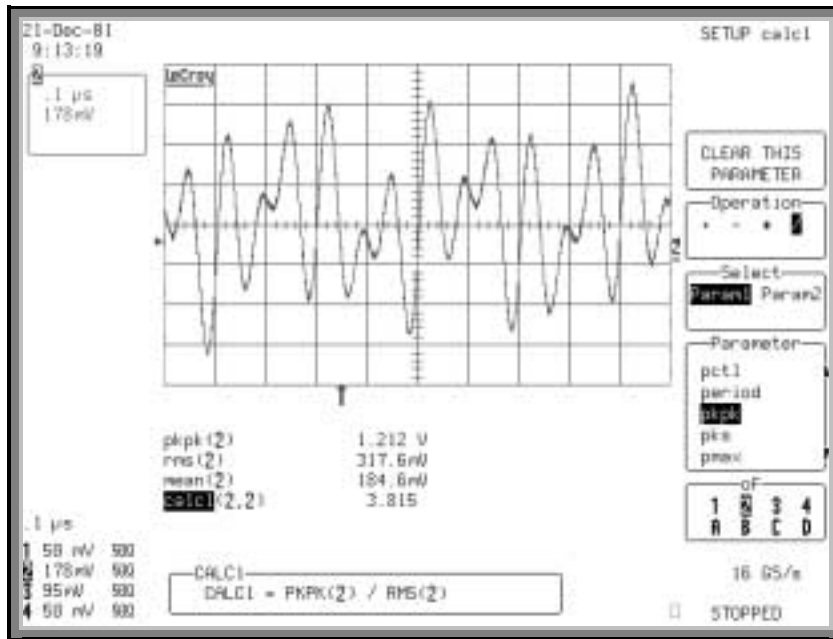 21-Dec-81
9:13:19
2
.1 µs
178mV
LeCroy
SETUP calc1
CLEAR THIS
PARAMETER
Operation
+ - * /
Select
Param1 Param2
Parameter
pctl
period
pkpk
pks
pmax
of
1 2 3 4
A B C D
pkpk(2) 1.212 V
rms(2) 317.6mV
mean(2) 184.6mV
calc1(2,2) 3.815
.1 µs
1 50 mV 50Ω
2 178mV 50Ω
3 95mV 50Ω
4 50 mV 50Ω
CALC1
CALC1 = PKPK(2) / RMS(2)
16 GS/s
STOPPED